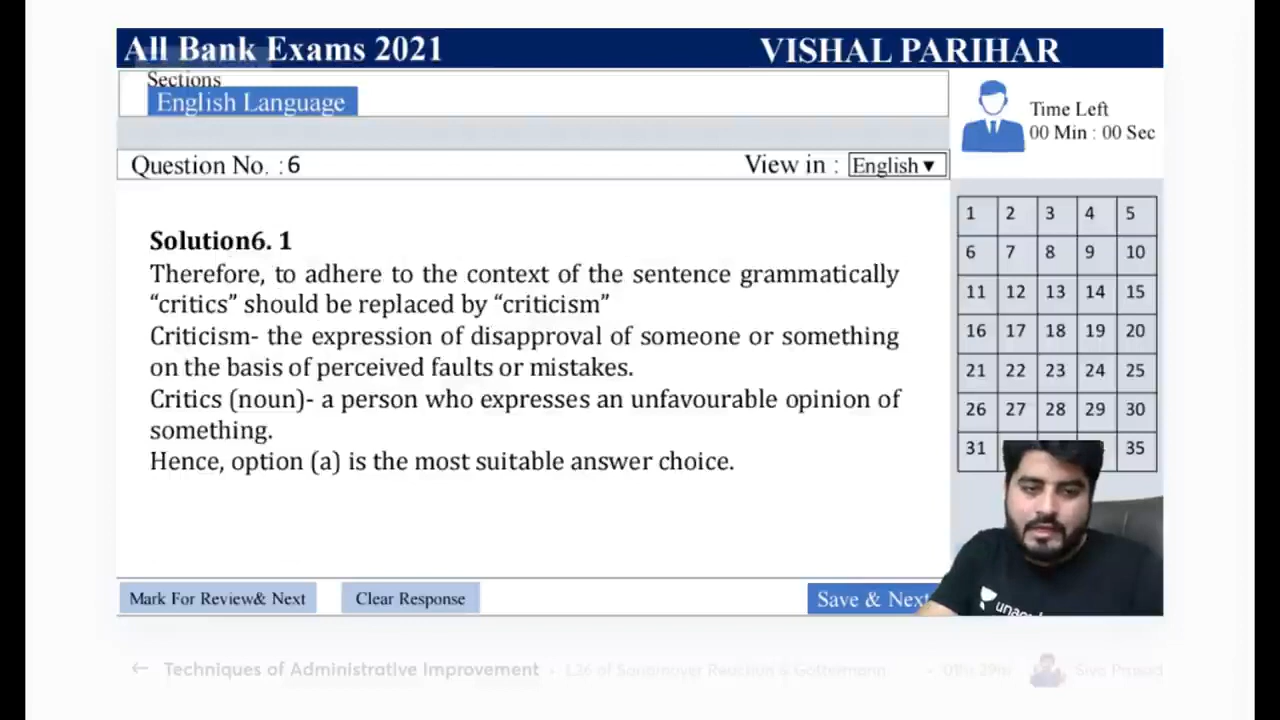 All Bank Exams 2021
VISHAL PARIHAR
Sections
English Language
Time Left
00 Min : 00 Sec
Question No. : 6
View in : English ▼
Solution6. 1
Therefore, to adhere to the context of the sentence grammatically
“critics” should be replaced by “criticism”
Criticism- the expression of disapproval of someone or something
on the basis of perceived faults or mistakes.
Critics (noun)- a person who expresses an unfavourable opinion of
something.
Hence, option (a) is the most suitable answer choice.
1 2 3 4 5
6 7 8 9 10
11 12 13 14 15
16 17 18 19 20
21 22 23 24 25
26 27 28 29 30
31 35
Mark For Review& Next
Clear Response
Save & Next
← Techniques of Administrative Improvement